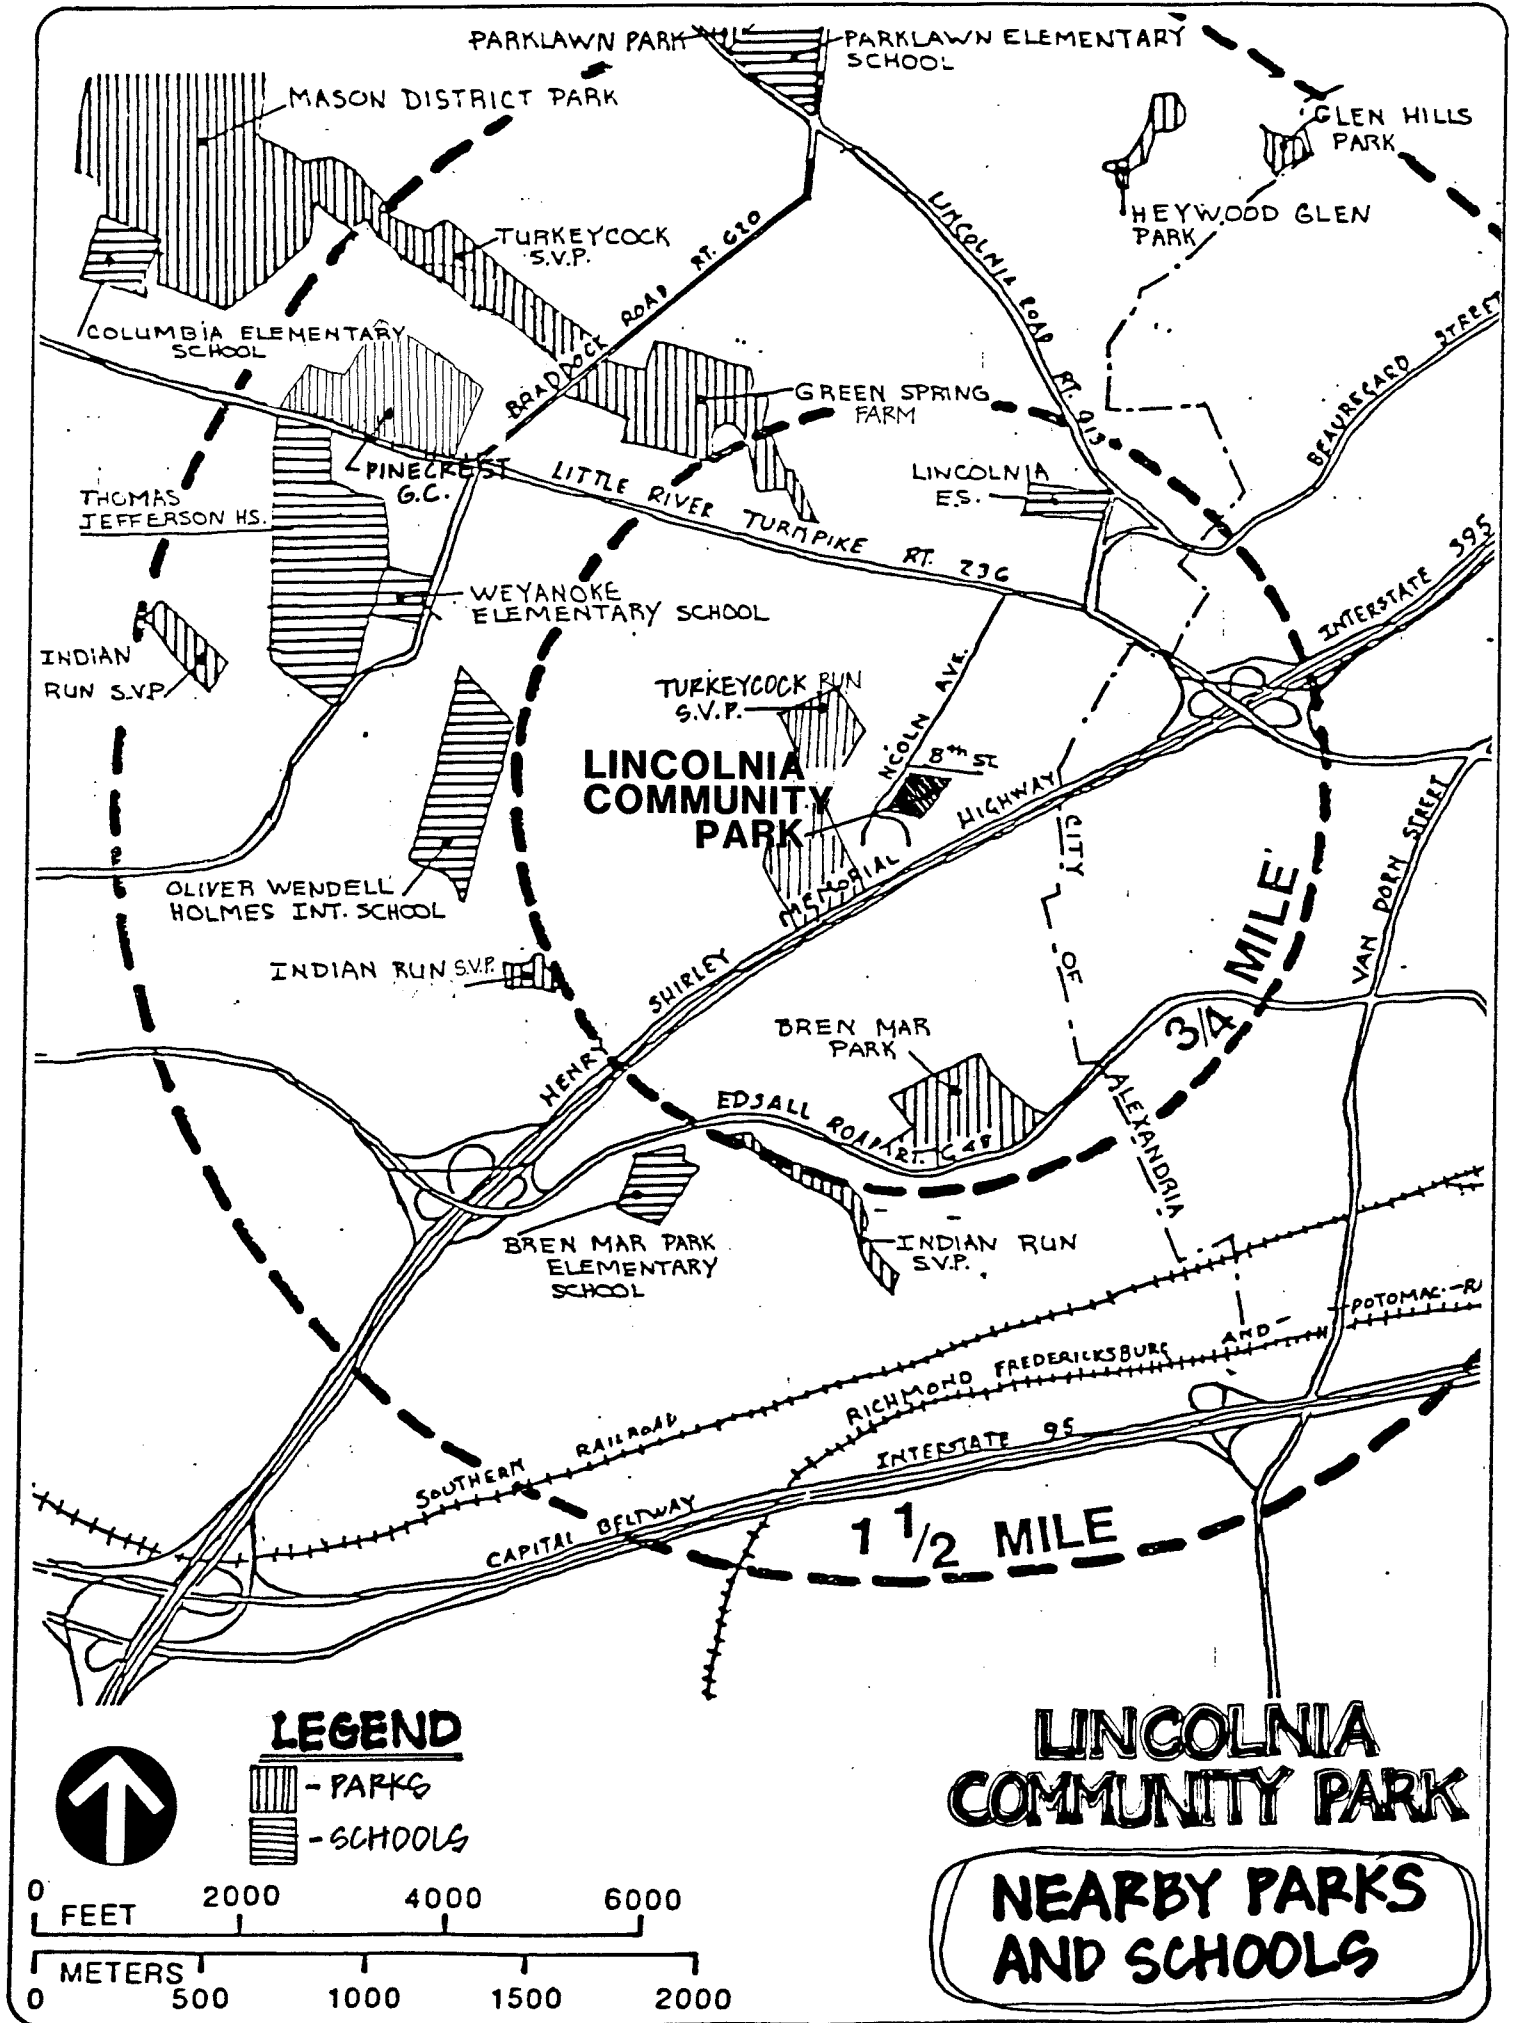 PARKLAWN PARK
PARKLAWN ELEMENTARY
SCHOOL
MASON DISTRICT PARK
GLEN HILLS
PARK
HEYWOOD GLEN
PARK
TURKEYCOCK
S.V.P.
BRADDOCK ROAD RT. 620
LINCOLNIA ROAD RT. 613
COLUMBIA ELEMENTARY
SCHOOL
BEAUREGARD STREET
GREEN SPRING
FARM
PINECREST
G.C.
LITTLE RIVER TURNPIKE RT. 236
LINCOLNIA
E.S.
THOMAS
JEFFERSON HS.
WEYANOKE
ELEMENTARY SCHOOL
INTERSTATE 395
INDIAN
RUN S.V.P.
TURKEYCOCK RUN
S.V.P.
NCOLN AVE.
8th ST.
LINCOLNIA
COMMUNITY
PARK
HENRY SHIRLEY MEMORIAL HIGHWAY
CITY OF ALEXANDRIA
VAN DORN STREET
OLIVER WENDELL
HOLMES INT. SCHOOL
INDIAN RUN S.V.P.
3/4 MILE
BREN MAR
PARK
EDSALL ROAD RT. 648
BREN MAR PARK
ELEMENTARY
SCHOOL
INDIAN RUN
S.V.P.
RICHMOND FREDERICKSBURG AND POTOMAC
SOUTHERN RAILROAD
CAPITAL BELTWAY INTERSTATE 95
1 1/2 MILE
LEGEND
- PARKS
- SCHOOLS
0 2000 4000 6000
FEET
METERS
0 500 1000 1500 2000
LINCOLNIA
COMMUNITY PARK
NEARBY PARKS
AND SCHOOLS